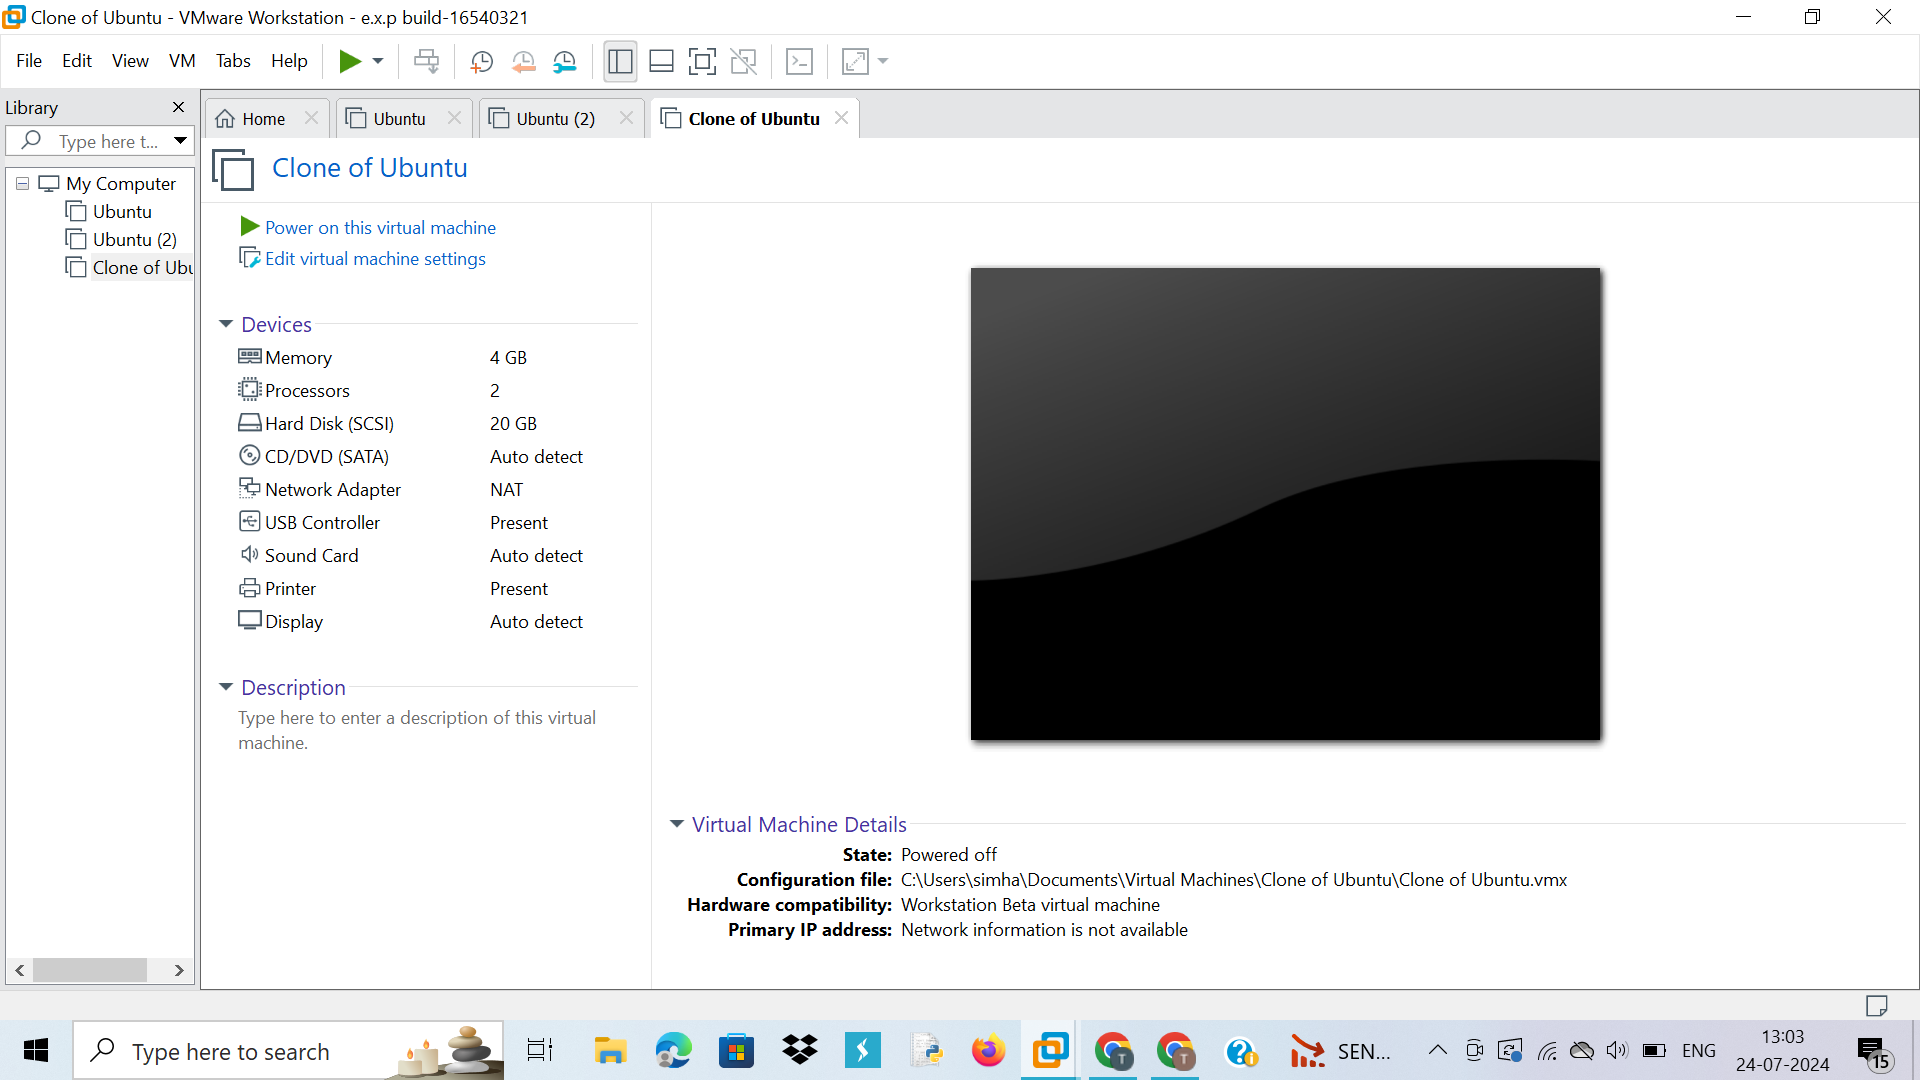 Clone of Ubuntu - VMware Workstation - e.x.p build-16540321
File Edit View VM Tabs Help
Library
Type here t...
My Computer
Ubuntu
Ubuntu (2)
Clone of Ubu
Home
Ubuntu
Ubuntu (2)
Clone of Ubuntu
Clone of Ubuntu
Power on this virtual machine
Edit virtual machine settings
Devices
Memory 4 GB
Processors 2
Hard Disk (SCSI) 20 GB
CD/DVD (SATA) Auto detect
Network Adapter NAT
USB Controller Present
Sound Card Auto detect
Printer Present
Display Auto detect
Description
Type here to enter a description of this virtual
machine.
Virtual Machine Details
State: Powered off
Configuration file: C:\Users\simha\Documents\Virtual Machines\Clone of Ubuntu\Clone of Ubuntu.vmx
Hardware compatibility: Workstation Beta virtual machine
Primary IP address: Network information is not available
Type here to search
T
T
SEN...
ENG
13:03
24-07-2024
15